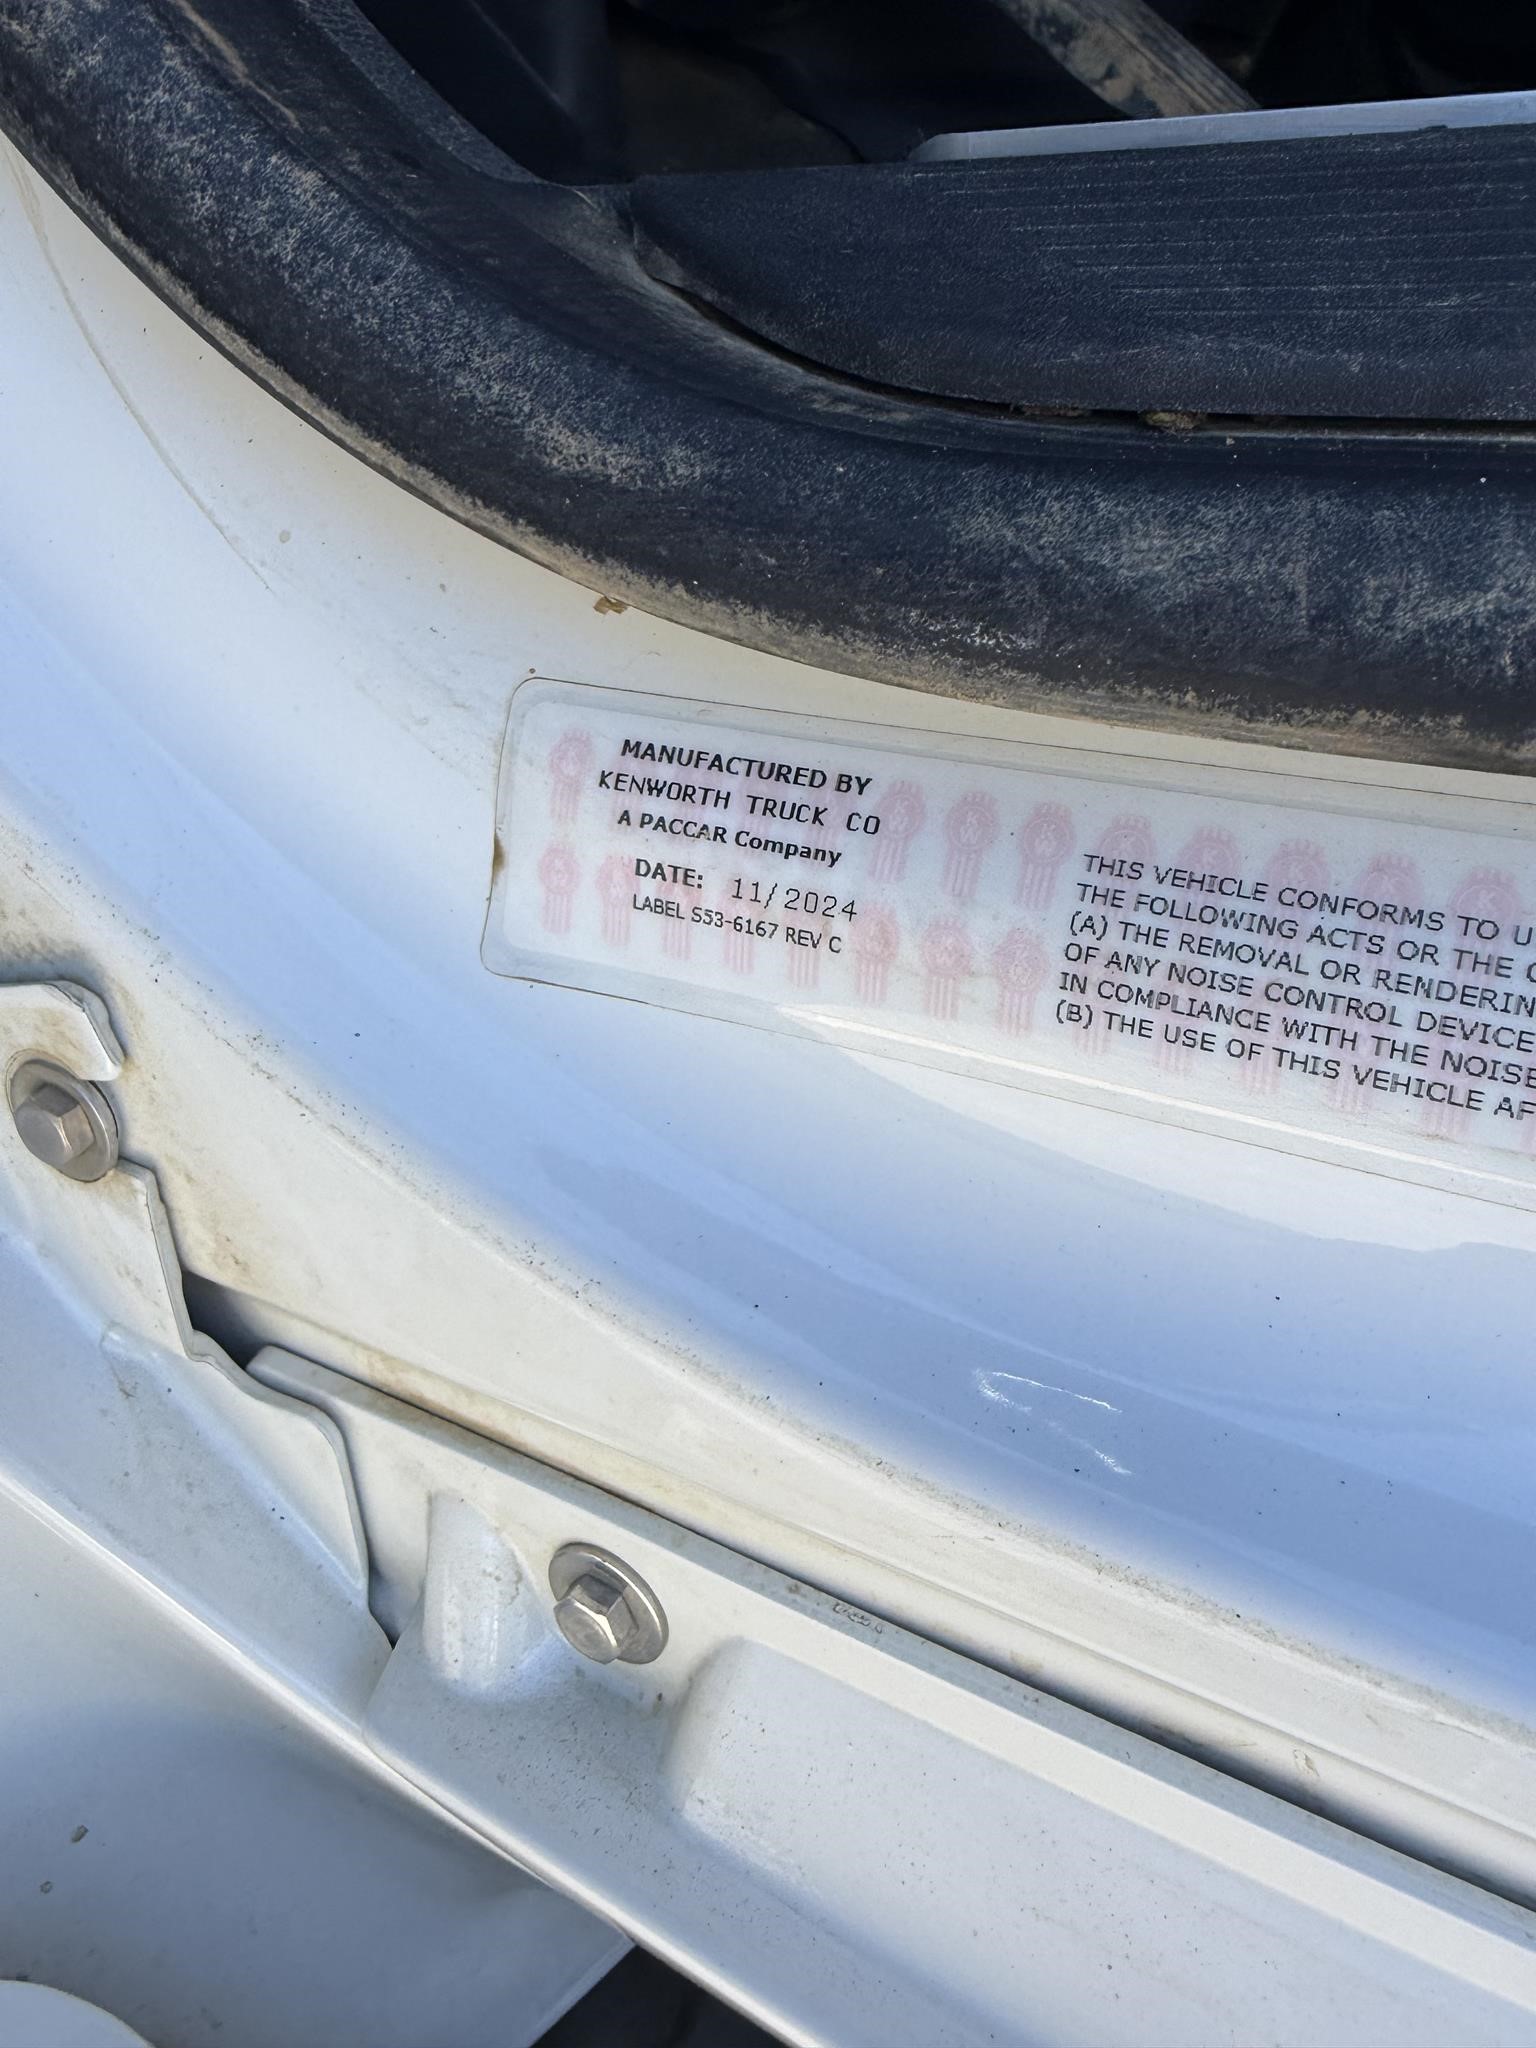 MANUFACTURED BY
KENWORTH TRUCK CO
A PACCAR Company
DATE: 11/2024
LABEL S53-6167 REV C
THIS VEHICLE CONFORMS TO
THE FOLLOWING ACTS OR THE
(A) THE REMOVAL OR
OF ANY NOISE CONTROL DEVICE
IN COMPLIANCE WITH THE NOISE
(B) THE USE OF THIS VEHICLE